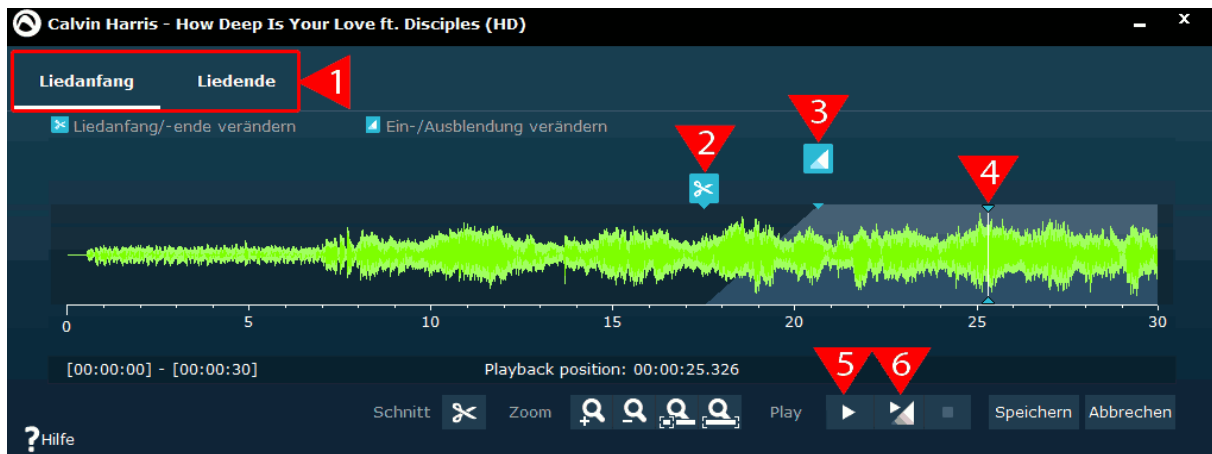 Calvin Harris - How Deep Is Your Love ft. Disciples (HD)
Liedanfang Liedende 1
Liedanfang/-ende verändern Ein-/Ausblendung verändern
3
2
4
0 5 10 15 20 25 30
[00:00:00] - [00:00:30] Playback position: 00:00:25.326
5 6
Schnitt Zoom Play Speichern Abbrechen
?Hilfe